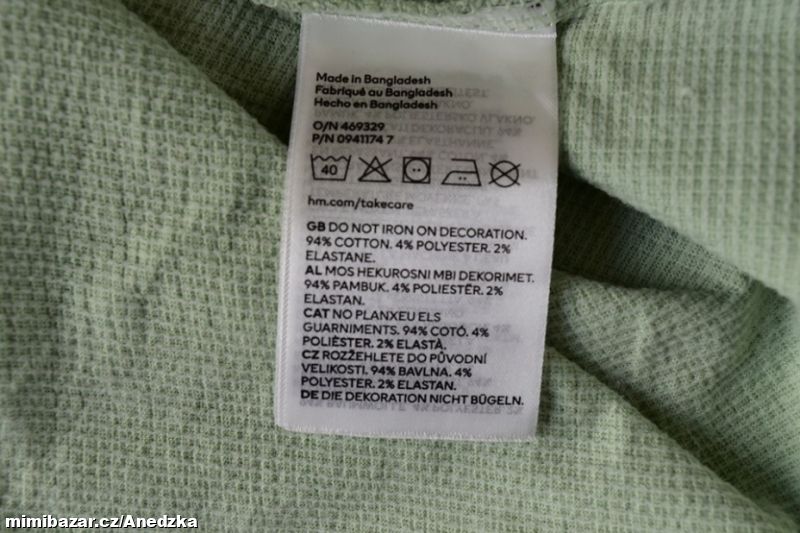 Made in Bangladesh
Fabriqué au Bangladesh
Hecho en Bangladesh
O/N 469329
P/N 0941174 7
40
hm.com/takecare
GB DO NOT IRON ON DECORATION.
94% COTTON. 4% POLYESTER. 2%
ELASTANE.
AL MOS HEKUROSNI MBI DEKORIMET.
94% PAMBUK. 4% POLIESTËR. 2%
ELASTAN.
CAT NO PLANXEU ELS
GUARNIMENTS. 94% COTÓ. 4%
POLIÈSTER. 2% ELASTÀ.
CZ ROZŽEHLETE DO PŮVODNÍ
VELIKOSTI. 94% BAVLNA. 4%
POLYESTER. 2% ELASTAN.
DE DIE DEKORATION NICHT BÜGELN.
mimibazar.cz/Anedzka